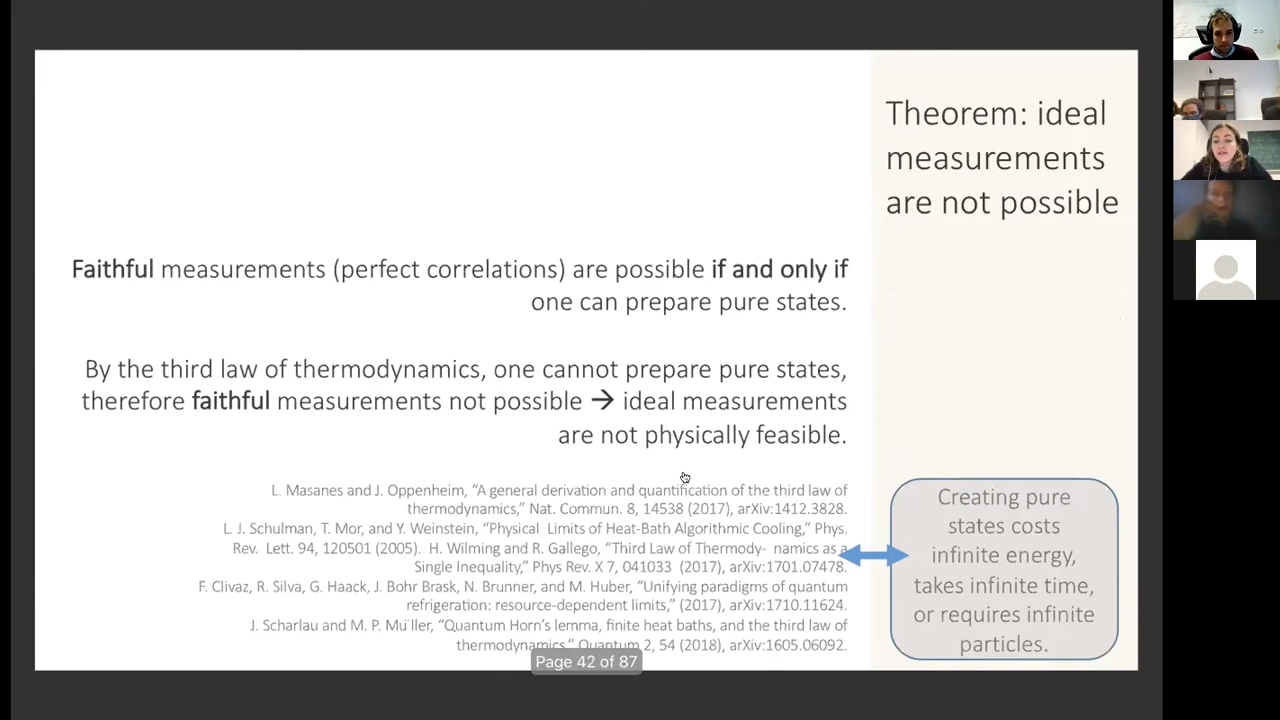 Theorem: ideal
measurements
are not possible
Faithful measurements (perfect correlations) are possible if and only if
one can prepare pure states.
By the third law of thermodynamics, one cannot prepare pure states,
therefore faithful measurements not possible → ideal measurements
are not physically feasible.
L. Masanes and J. Oppenheim, “A general derivation and quantification of the third law of
thermodynamics,” Nat. Commun. 8, 14538 (2017), arXiv:1412.3828.
L. J. Schulman, T. Mor, and Y. Weinstein, “Physical Limits of Heat-Bath Algorithmic Cooling,” Phys.
Rev. Lett. 94, 120501 (2005). H. Wilming and R. Gallego, “Third Law of Thermody- namics as a
Single Inequality,” Phys Rev. X 7, 041033 (2017), arXiv:1701.07478.
F. Clivaz, R. Silva, G. Haack, J. Bohr Brask, N. Brunner, and M. Huber, “Unifying paradigms of quantum
refrigeration: resource-dependent limits,” (2017), arXiv:1710.11624.
J. Scharlau and M. P. Mu¨ller, “Quantum Horn’s lemma, finite heat baths, and the third law of
thermodynamics,” Quantum 2, 54 (2018), arXiv:1605.06092.
Creating pure
states costs
infinite energy,
takes infinite time,
or requires infinite
particles.
Page 42 of 87